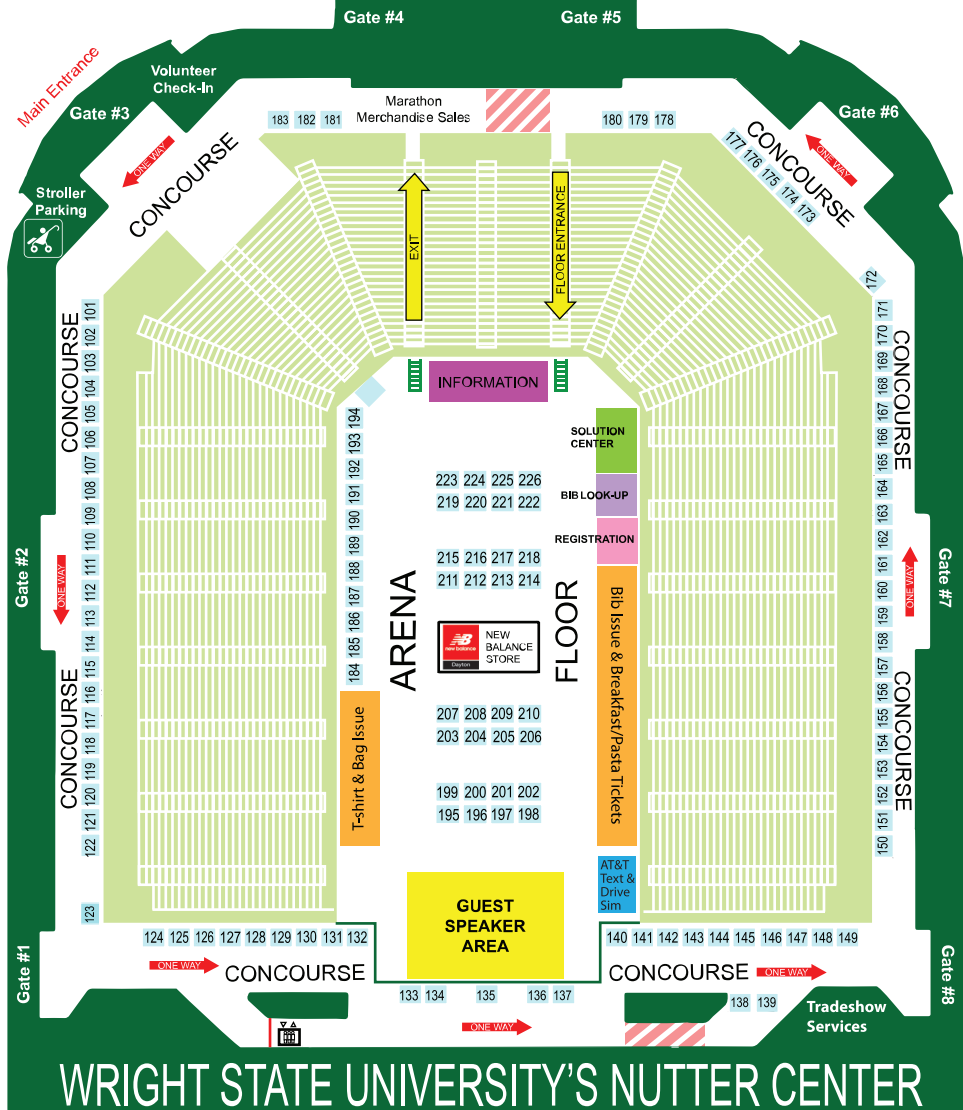 Gate #4
Gate #5
Main Entrance
Volunteer
Check-In
Gate #3
Gate #6
Marathon
Merchandise Sales
183 182 181
180 179 178
ONE WAY
CONCOURSE
Stroller
Parking
EXIT
FLOOR ENTRANCE
177 176 175 174 173
CONCOURSE
ONE WAY
172
101
102
103
104
105
106
107
108
109
110
111
112
113
114
115
116
117
118
119
120
121
122
123
CONCOURSE
Gate #2
ONE WAY
CONCOURSE
INFORMATION
194
193
192
191
190
189
188
187
186
185
184
T-shirt & Bag Issue
ARENA
223 224 225 226
219 220 221 222
215 216 217 218
211 212 213 214
NB
new balance
Dayton
NEW
BALANCE
STORE
207 208 209 210
203 204 205 206
199 200 201 202
195 196 197 198
FLOOR
SOLUTION
CENTER
BIB LOOK-UP
REGISTRATION
Bib Issue & Breakfast/Pasta Tickets
AT&T
Text &
Drive
Sim
171
170
169
168
167
166
165
164
163
162
161
160
159
158
157
156
155
154
153
152
151
150
CONCOURSE
Gate #7
ONE WAY
CONCOURSE
GUEST
SPEAKER
AREA
124 125 126 127 128 129 130 131 132
140 141 142 143 144 145 146 147 148 149
Gate #1
ONE WAY
CONCOURSE
CONCOURSE
ONE WAY
Gate #8
133 134 135 136 137
138 139
ONE WAY
Tradeshow
Services
WRIGHT STATE UNIVERSITY'S NUTTER CENTER